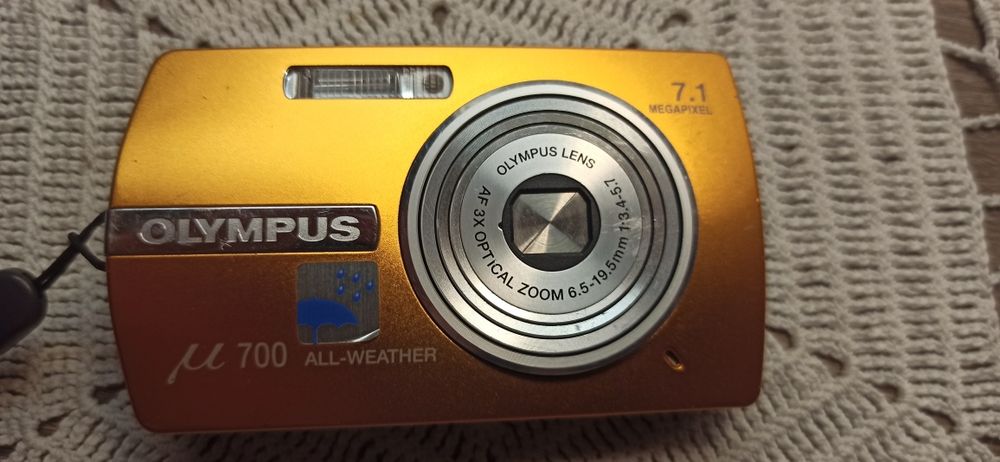 7.1
MEGAPIXEL
OLYMPUS LENS
AF 3X OPTICAL ZOOM 6.5-19.5mm 1:3.4-5.7
OLYMPUS
µ 700 ALL-WEATHER